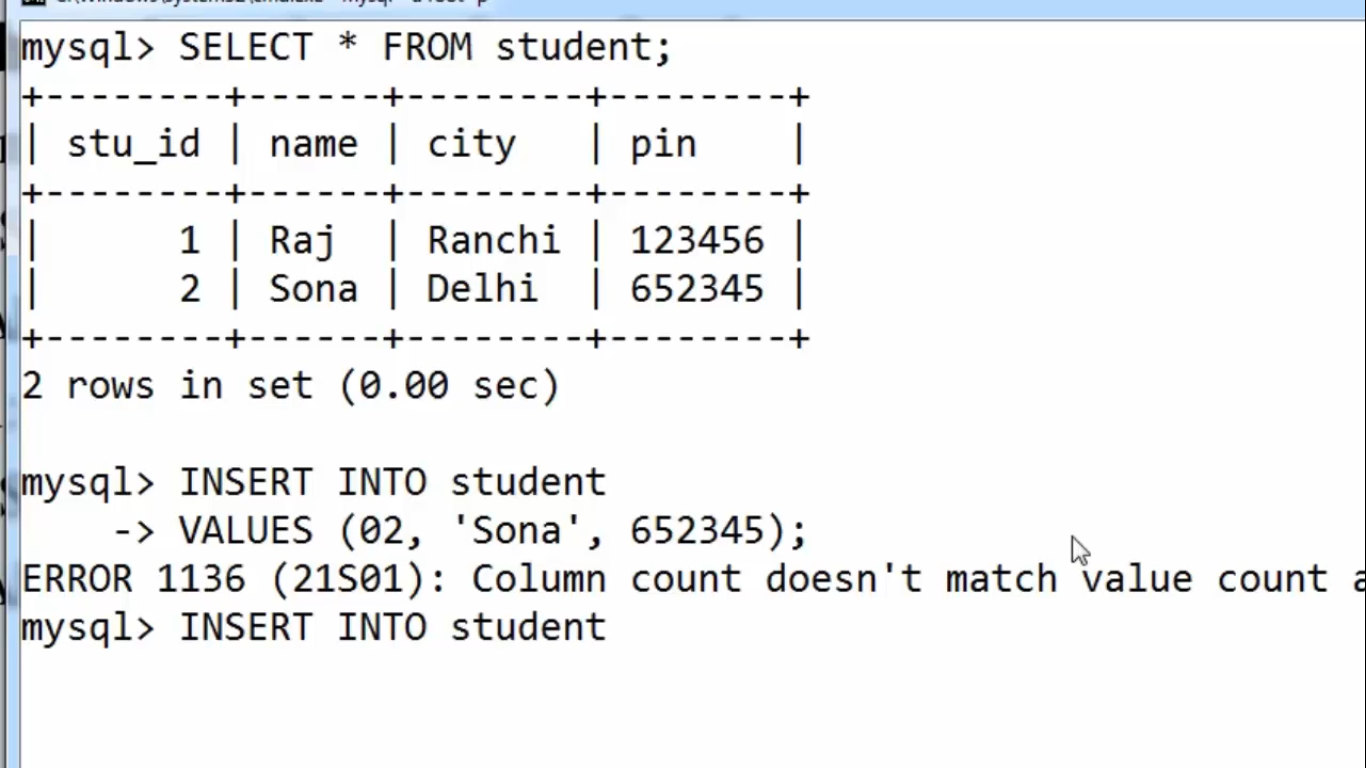 mysql> SELECT * FROM student;
+--------+------+--------+--------+
| stu_id | name | city   | pin    |
+--------+------+--------+--------+
|      1 | Raj  | Ranchi | 123456 |
|      2 | Sona | Delhi  | 652345 |
+--------+------+--------+--------+
2 rows in set (0.00 sec)
mysql> INSERT INTO student
    -> VALUES (02, 'Sona', 652345);
ERROR 1136 (21S01): Column count doesn't match value count a
mysql> INSERT INTO student